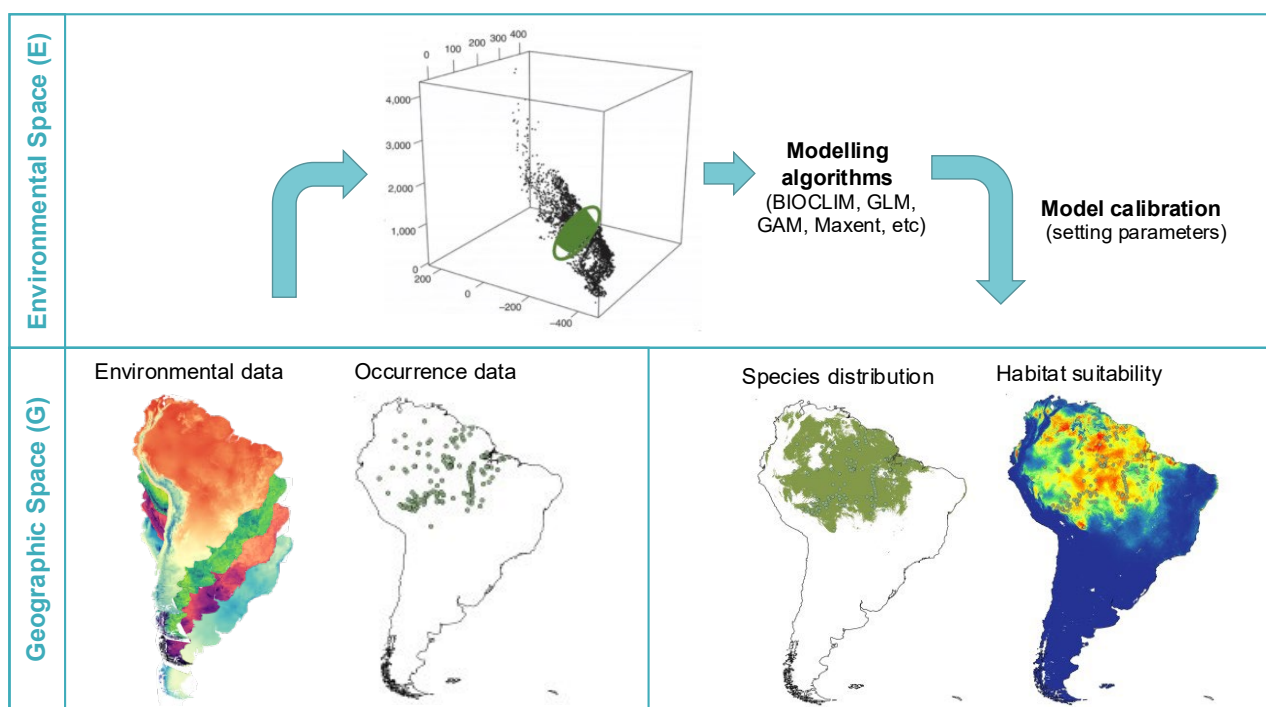 Environmental Space (E)
0
100
200
300
400
4,000
3,000
2,000
1,000
0
200
0
−200
−400
Modelling
algorithms
(BIOCLIM, GLM,
GAM, Maxent, etc)
Model calibration
(setting parameters)
Geographic Space (G)
Environmental data
Occurrence data
Species distribution
Habitat suitability